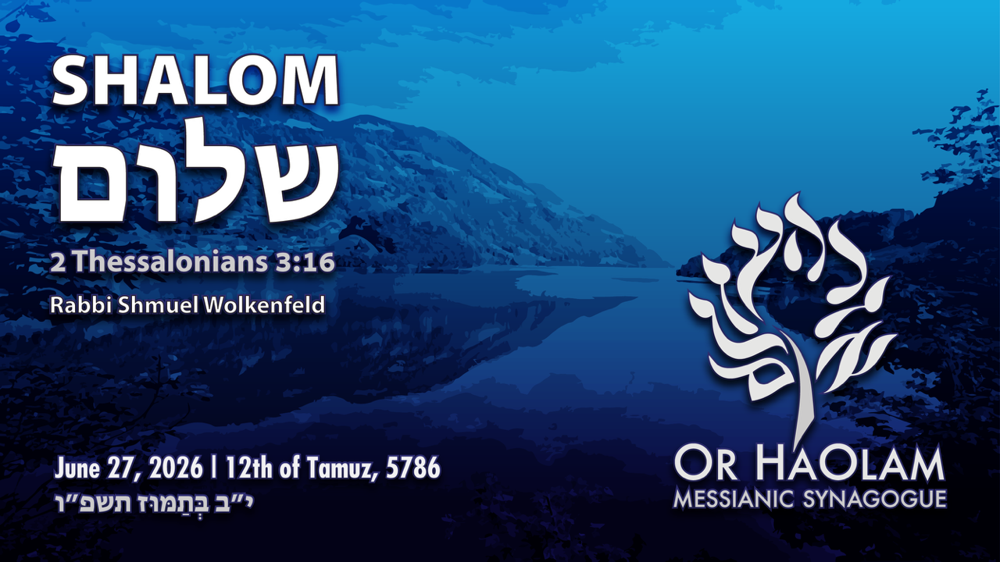 SHALOM
שלום
2 Thessalonians 3:16
Rabbi Shmuel Wolkenfeld
June 27, 2026 | 12th of Tamuz, 5786
י״ב בְּתַמּוּז תשפ״ו
OR HAOLAM
MESSIANIC SYNAGOGUE